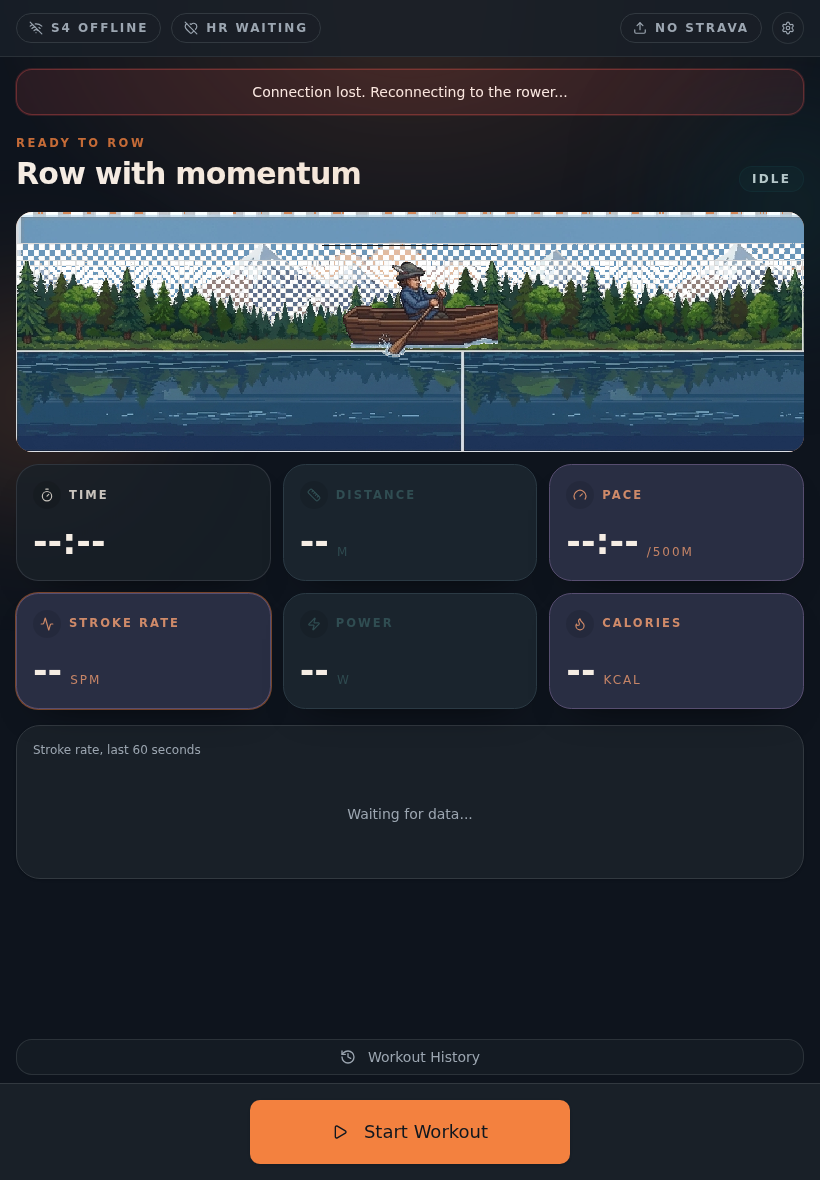 S4 OFFLINE
HR WAITING
NO STRAVA
Connection lost. Reconnecting to the rower...
READY TO ROW
Row with momentum
IDLE
TIME
--:--
DISTANCE
-- M
PACE
--:-- /500M
STROKE RATE
-- SPM
POWER
-- W
CALORIES
-- KCAL
Stroke rate, last 60 seconds
Waiting for data...
Workout History
Start Workout